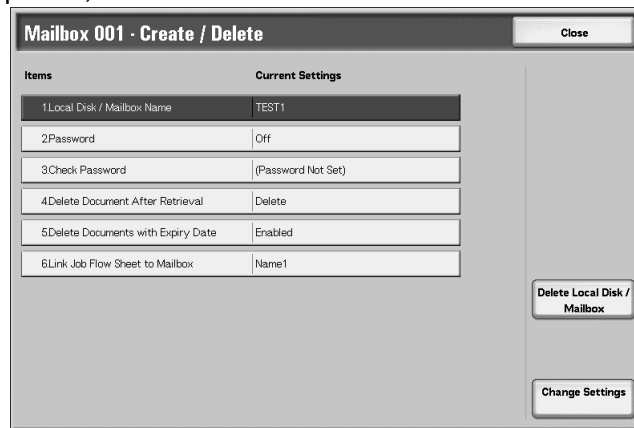 Mailbox 001 - Create / Delete
Close
Items Current Settings
1.Local Disk / Mailbox Name TEST1
2.Password Off
3.Check Password (Password Not Set)
4.Delete Document After Retrieval Delete
5.Delete Documents with Expiry Date Enabled
6.Link Job Flow Sheet to Mailbox Name1
Delete Local Disk /
Mailbox
Change Settings